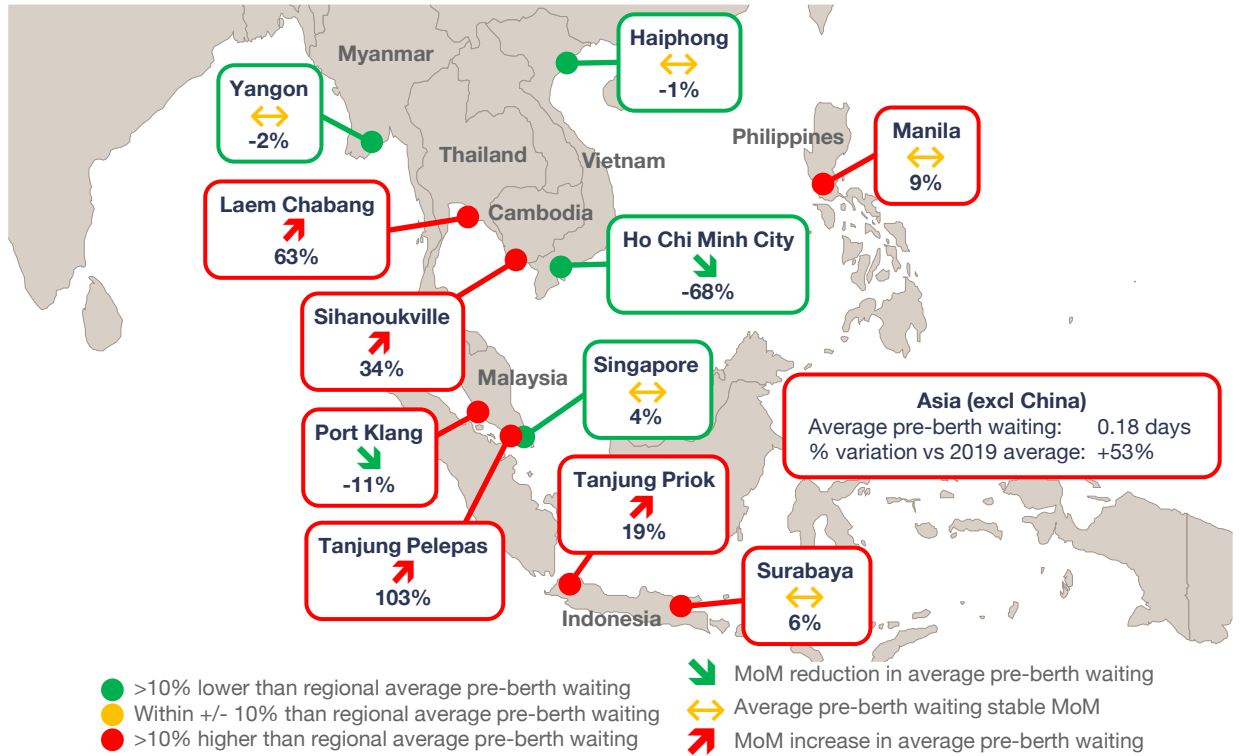 Myanmar
Haiphong
-1%
Yangon
-2%
Philippines
Manila
9%
Thailand
Vietnam
Laem Chabang
63%
Cambodia
Ho Chi Minh City
-68%
Sihanoukville
34%
Malaysia
Singapore
4%
Asia (excl China)
Average pre-berth waiting: 0.18 days
% variation vs 2019 average: +53%
Port Klang
-11%
Tanjung Priok
19%
Tanjung Pelepas
103%
Surabaya
6%
Indonesia
>10% lower than regional average pre-berth waiting
Within +/- 10% than regional average pre-berth waiting
>10% higher than regional average pre-berth waiting
MoM reduction in average pre-berth waiting
Average pre-berth waiting stable MoM
MoM increase in average pre-berth waiting